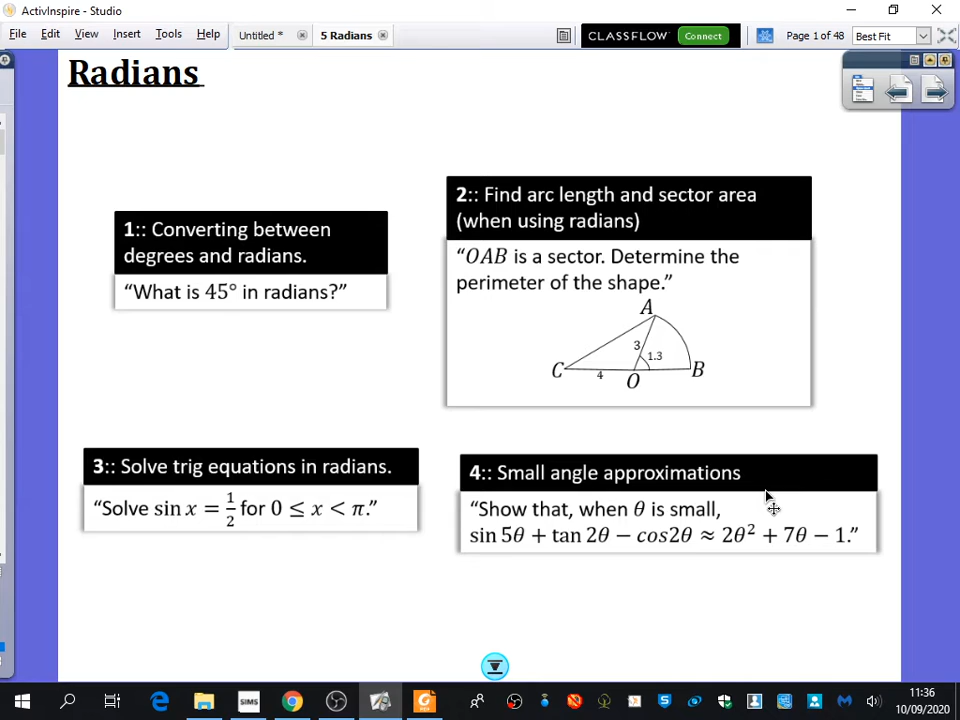 ActivInspire - Studio
File Edit View Insert Tools Help Untitled * 5 Radians CLASSFLOW Connect Page 1 of 48 Best Fit
Radians
1:: Converting between
degrees and radians.
“What is 45° in radians?”
2:: Find arc length and sector area
(when using radians)
“OAB is a sector. Determine the
perimeter of the shape.”
A
3
1.3
C
4
O
B
3:: Solve trig equations in radians.
“Solve sin x = 1/2 for 0 ≤ x < π.”
4:: Small angle approximations
“Show that, when θ is small,
sin 5θ + tan 2θ − cos2θ ≈ 2θ² + 7θ − 1.”
SIMS
11:36
10/09/2020